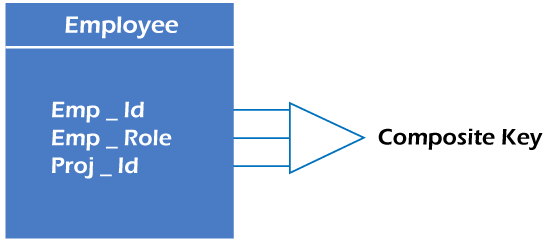 Employee
Emp _ Id
Emp _ Role
Proj _ Id
Composite Key